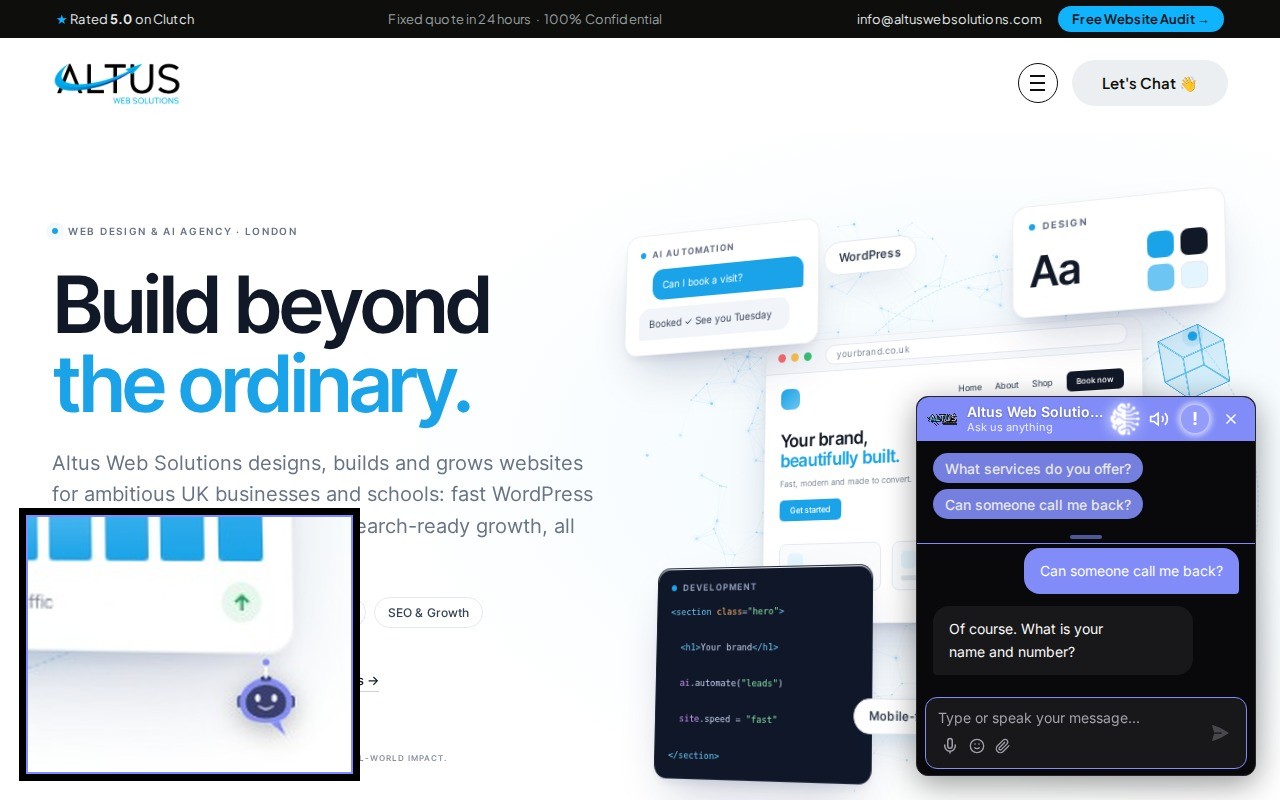 ★ Rated 5.0 on Clutch
Fixed quote in 24 hours · 100% Confidential
info@altuswebsolutions.com
Free Website Audit →
ALTUS
WEB SOLUTIONS
Let's Chat 👋
WEB DESIGN & AI AGENCY · LONDON
Build beyond
the ordinary.
Altus Web Solutions designs, builds and grows websites
for ambitious UK businesses and schools: fast WordPress
earch-ready growth, all
SEO & Growth
s →
L-WORLD IMPACT.
ffic
AI AUTOMATION
Can I book a visit?
Booked ✓ See you Tuesday
WordPress
DESIGN
Aa
yourbrand.co.uk
Home About Shop Book now
Your brand,
beautifully built.
Fast, modern and made to convert.
Get started
DEVELOPMENT
<section class="hero">
<h1>Your brand</h1>
ai.automate("leads")
site.speed = "fast"
</section>
Mobile-
ALTUS
Altus Web Solutio...
Ask us anything
What services do you offer?
Can someone call me back?
Can someone call me back?
Of course. What is your
name and number?
Type or speak your message...